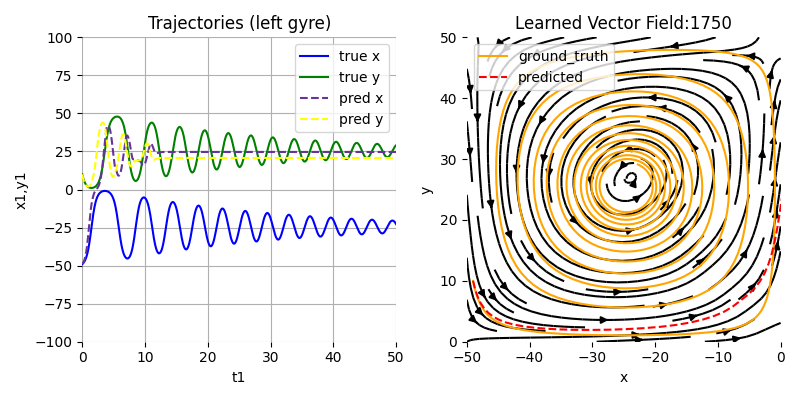 Trajectories (left gyre)
100
75
50
25
0
−25
−50
−75
−100
x1,y1
0
10
20
30
40
50
t1
true x
true y
pred x
pred y
Learned Vector Field:1750
50
40
30
20
10
0
y
−50
−40
−30
−20
−10
0
x
ground_truth
predicted